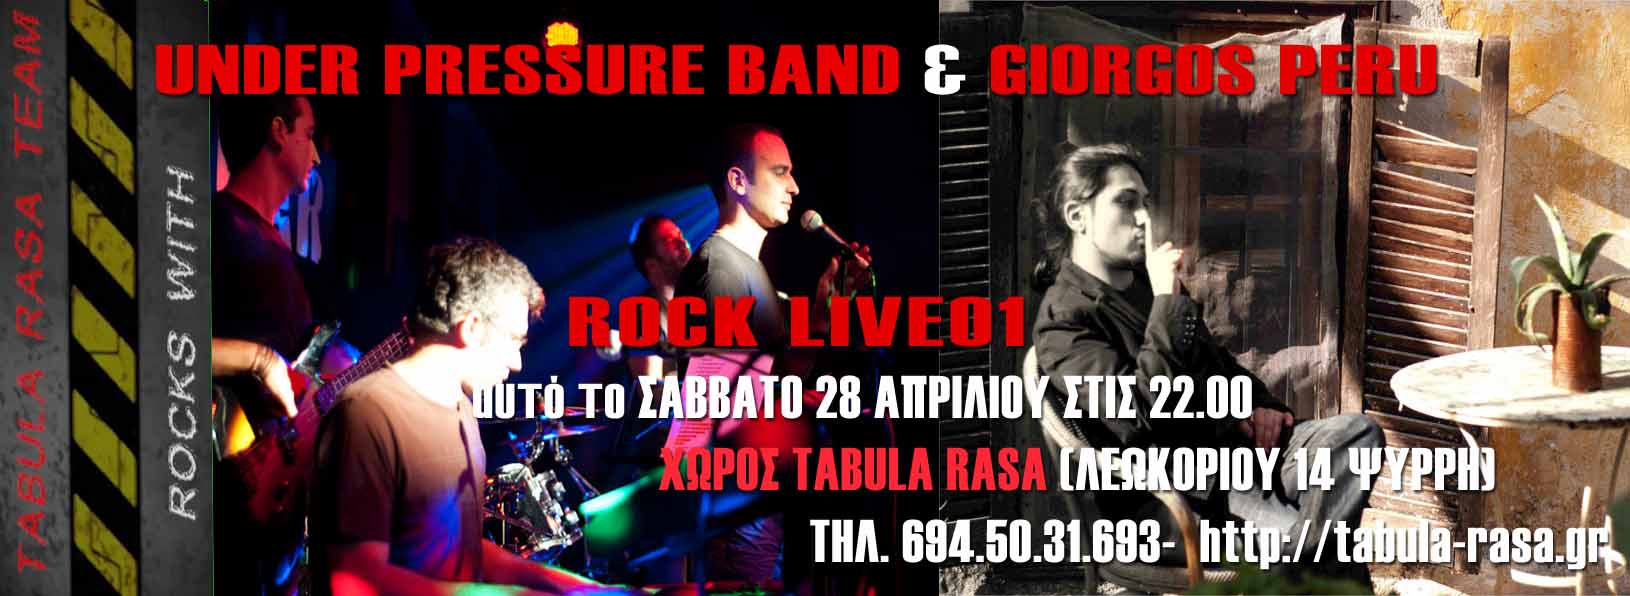 TABULA RASA TEAM
ROCKS WITH
UNDER PRESSURE BAND & GIORGOS PERU
ROCK LIVE01
αυτό το ΣΑΒΒΑΤΟ 28 ΑΠΡΙΛΙΟΥ ΣΤΙΣ 22.00
ΧΩΡΟΣ TABULA RASA (ΛΕΩΚΟΡΙΟΥ 14 ΨΥΡΡΗ)
ΤΗΛ. 694.50.31.693- http://tabula-rasa.gr